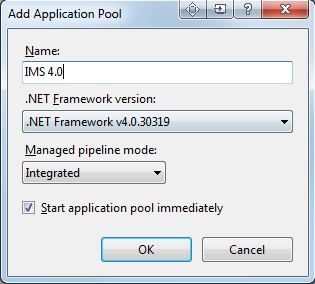 Add Application Pool
?
Name:
IMS 4.0
.NET Framework version:
.NET Framework v4.0.30319
Managed pipeline mode:
Integrated
Start application pool immediately
OK
Cancel